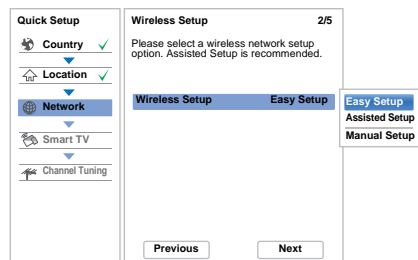 Quick Setup
Country
Location
Network
Smart TV
Channel Tuning
Wireless Setup 2/5
Please select a wireless network setup
option. Assisted Setup is recommended.
Wireless Setup Easy Setup
Easy Setup
Assisted Setup
Manual Setup
Previous Next